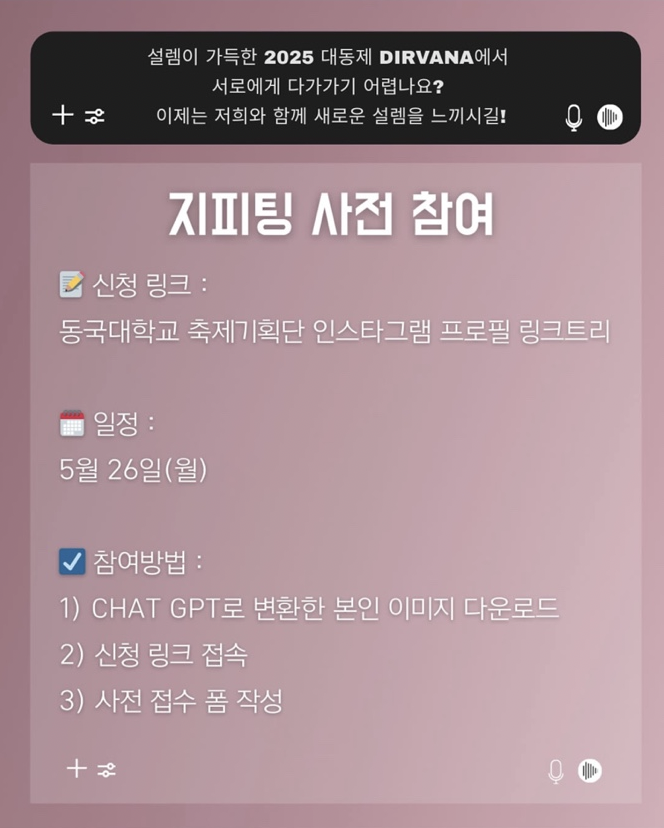 설렘이 가득한 2025 대동제 DIRVANA에서
서로에게 다가가기 어렵나요?
이제는 저희와 함께 새로운 설렘을 느끼시길!
지피팅 사전 참여
신청 링크 :
동국대학교 축제기획단 인스타그램 프로필 링크트리
일정 :
5월 26일(월)
참여방법 :
1) CHAT GPT로 변환한 본인 이미지 다운로드
2) 신청 링크 접속
3) 사전 접수 폼 작성